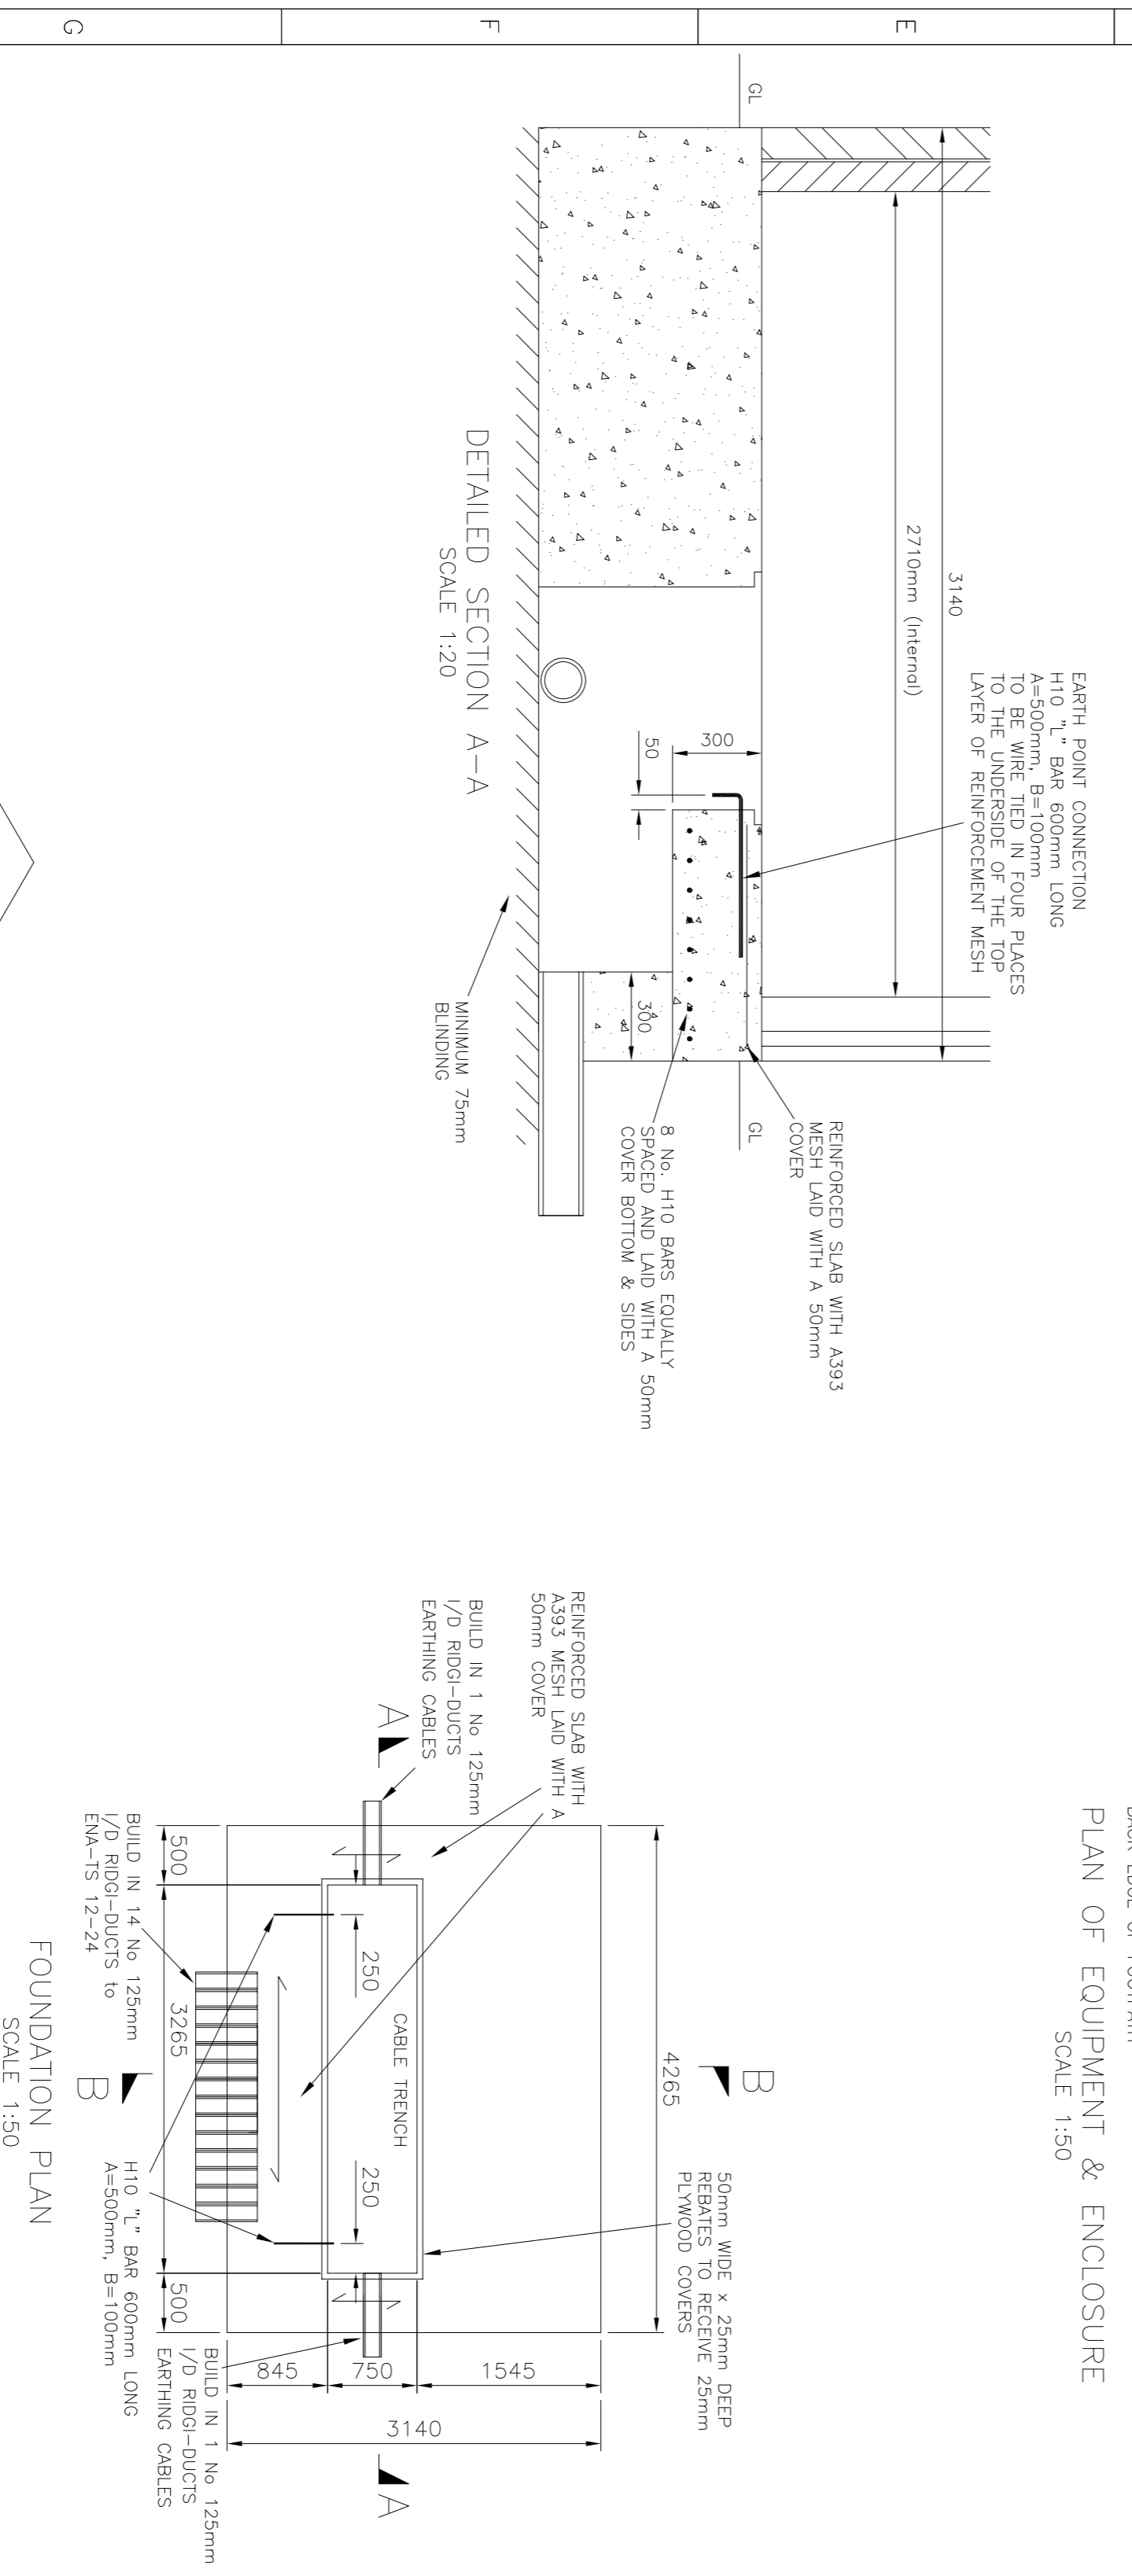 G
F
E
GL
3140
2710mm (Internal)
EARTH POINT CONNECTION
H10 "L" BAR 600mm LONG
A=500mm, B=100mm
TO BE WIRE TIED IN FOUR PLACES
TO THE UNDERSIDE OF THE TOP
LAYER OF REINFORCEMENT MESH
300
50
300
GL
REINFORCED SLAB WITH A393
MESH LAID WITH A 50mm
COVER
8 No. H10 BARS EQUALLY
SPACED AND LAID WITH A 50mm
COVER BOTTOM & SIDES
MINIMUM 75mm
BLINDING
DETAILED SECTION A-A
SCALE 1:20
PLAN OF EQUIPMENT & ENCLOSURE
SCALE 1:50
REINFORCED SLAB WITH
A393 MESH LAID WITH A
50mm COVER
BUILD IN 1 No 125mm
I/D RIDGI-DUCTS
EARTHING CABLES
A
B
4265
50mm WIDE x 25mm DEEP
REBATES TO RECEIVE 25mm
PLYWOOD COVERS
250
CABLE TRENCH
250
1545
750
845
3140
A
500
3265
500
BUILD IN 14 No 125mm
I/D RIDGI-DUCTS to
ENA-TS 12-24
B
H10 "L" BAR 600mm LONG
A=500mm, B=100mm
BUILD IN 1 No 125mm
I/D RIDGI-DUCTS
EARTHING CABLES
FOUNDATION PLAN
SCALE 1:50